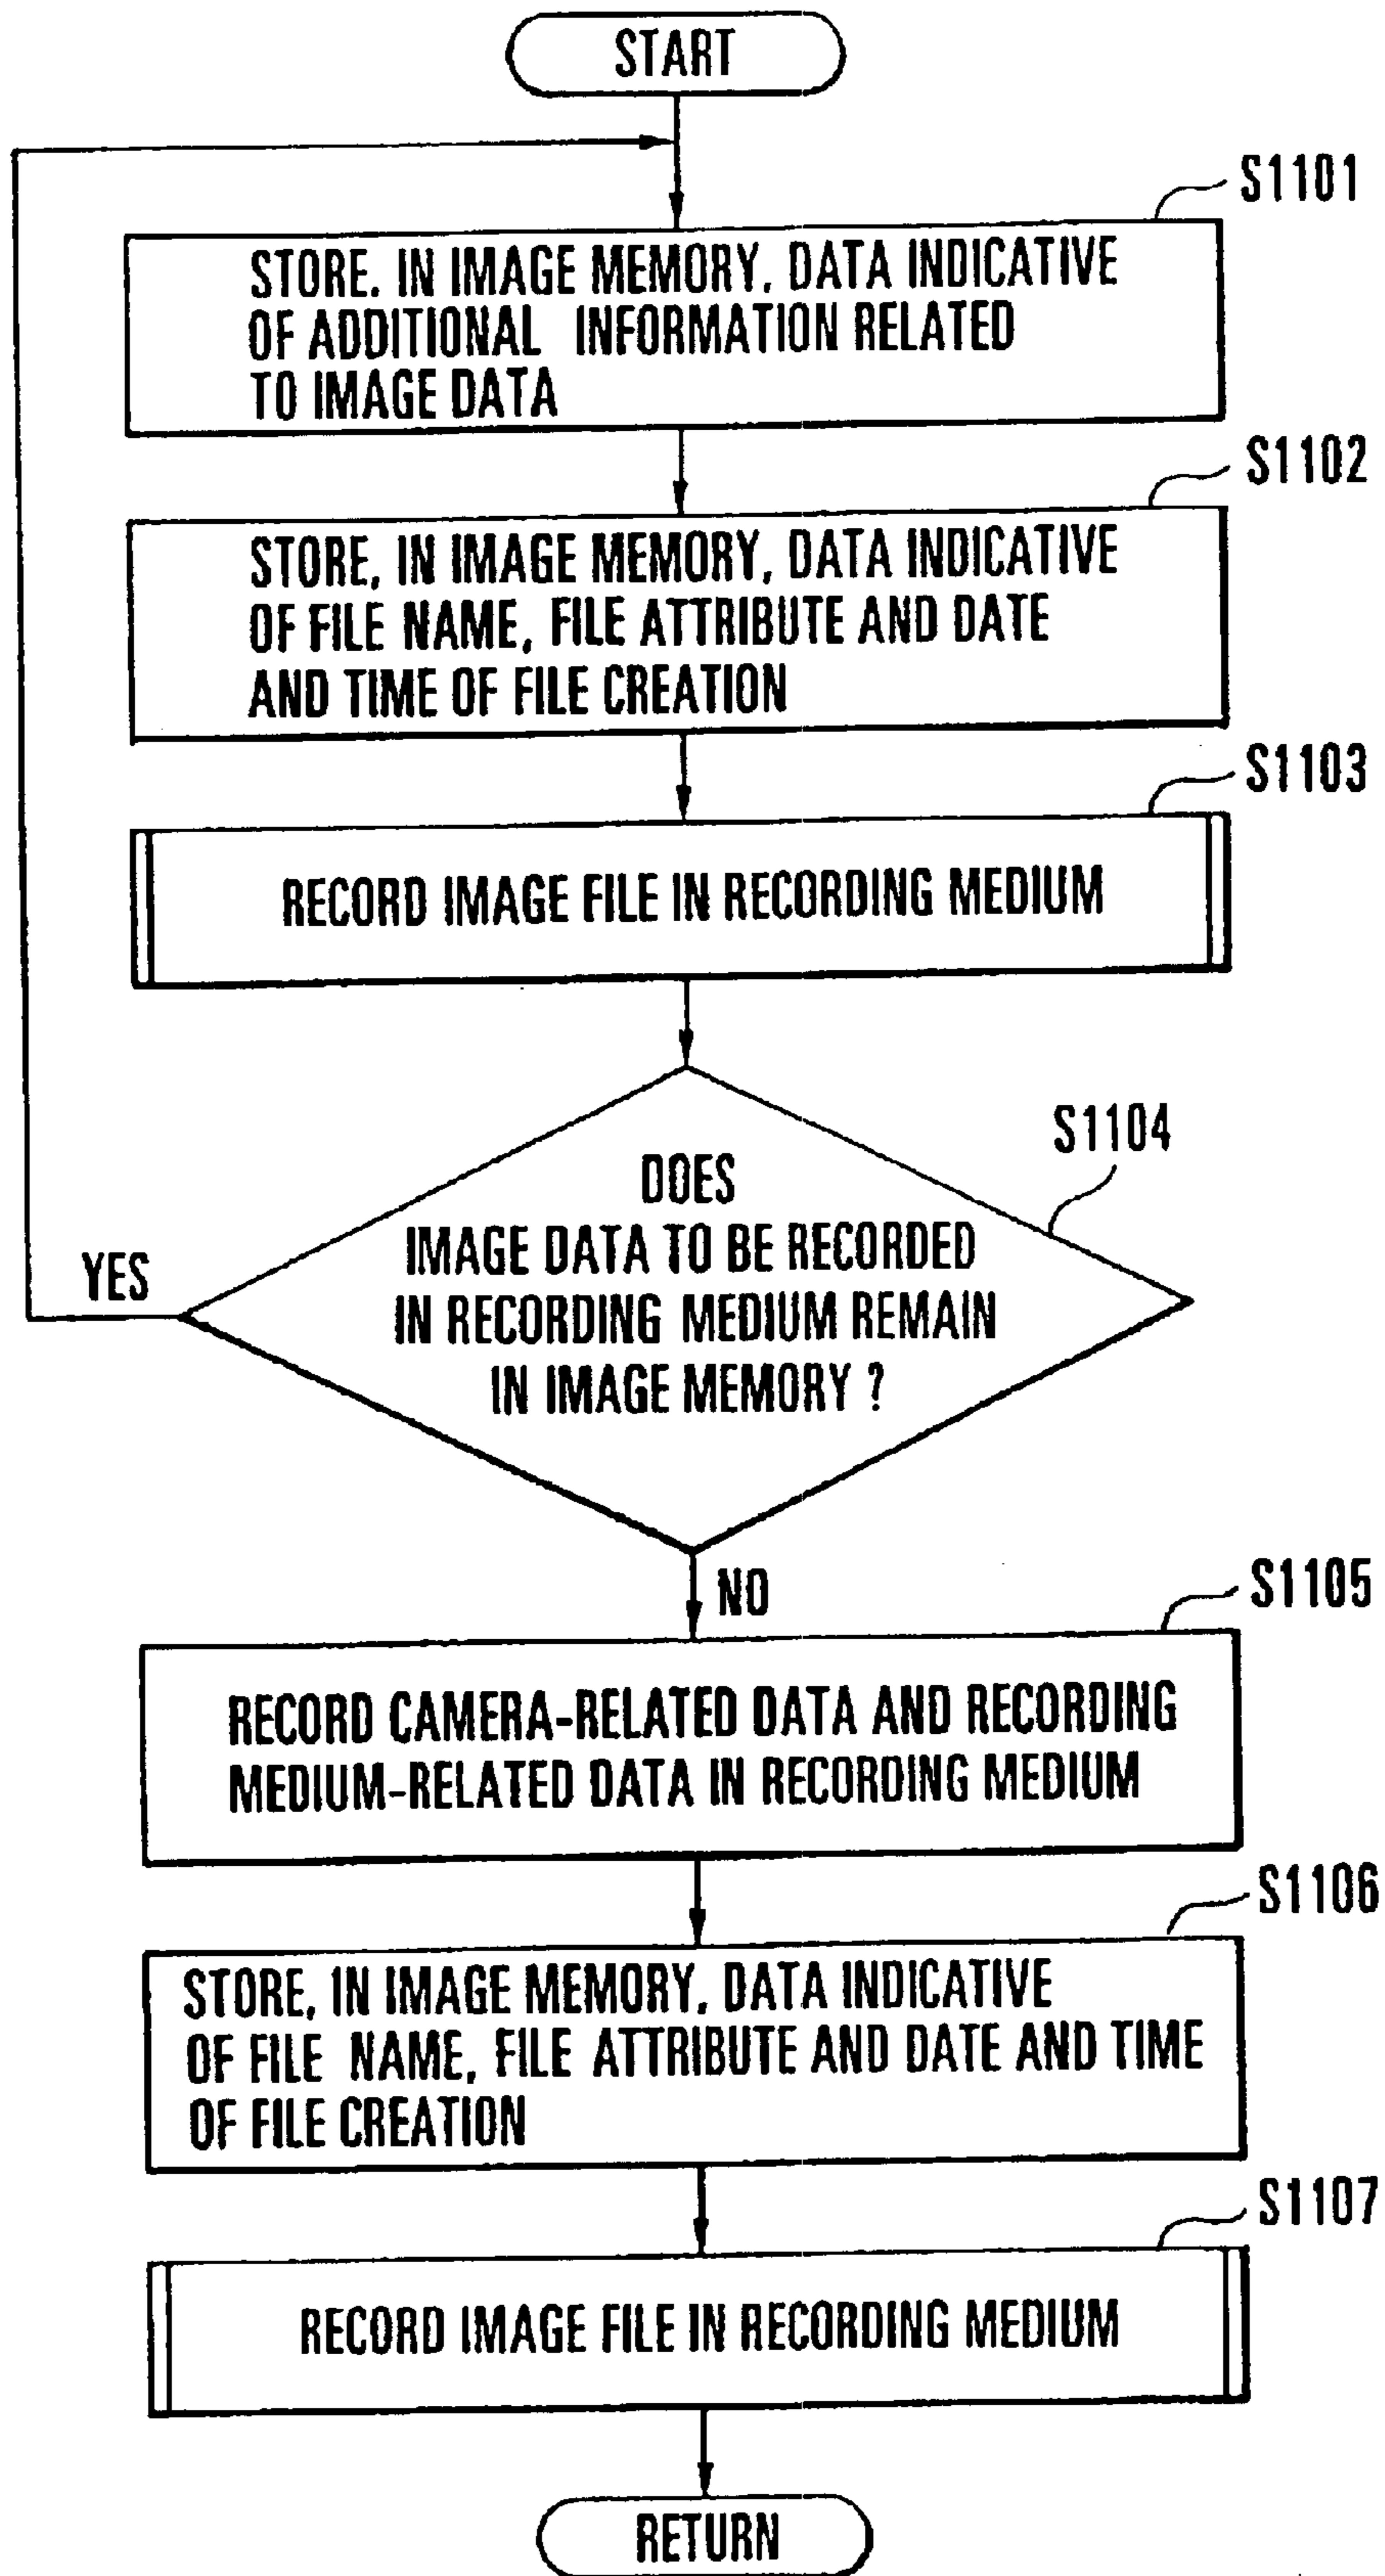 START
S1101
STORE. IN IMAGE MEMORY. DATA INDICATIVE
OF ADDITIONAL INFORMATION RELATED
TO IMAGE DATA
S1102
STORE, IN IMAGE MEMORY, DATA INDICATIVE
OF FILE NAME, FILE ATTRIBUTE AND DATE
AND TIME OF FILE CREATION
S1103
RECORD IMAGE FILE IN RECORDING MEDIUM
S1104
DOES
IMAGE DATA TO BE RECORDED
IN RECORDING MEDIUM REMAIN
IN IMAGE MEMORY ?
YES
NO
S1105
RECORD CAMERA-RELATED DATA AND RECORDING
MEDIUM-RELATED DATA IN RECORDING MEDIUM
S1106
STORE, IN IMAGE MEMORY, DATA INDICATIVE
OF FILE NAME, FILE ATTRIBUTE AND DATE AND TIME
OF FILE CREATION
S1107
RECORD IMAGE FILE IN RECORDING MEDIUM
RETURN